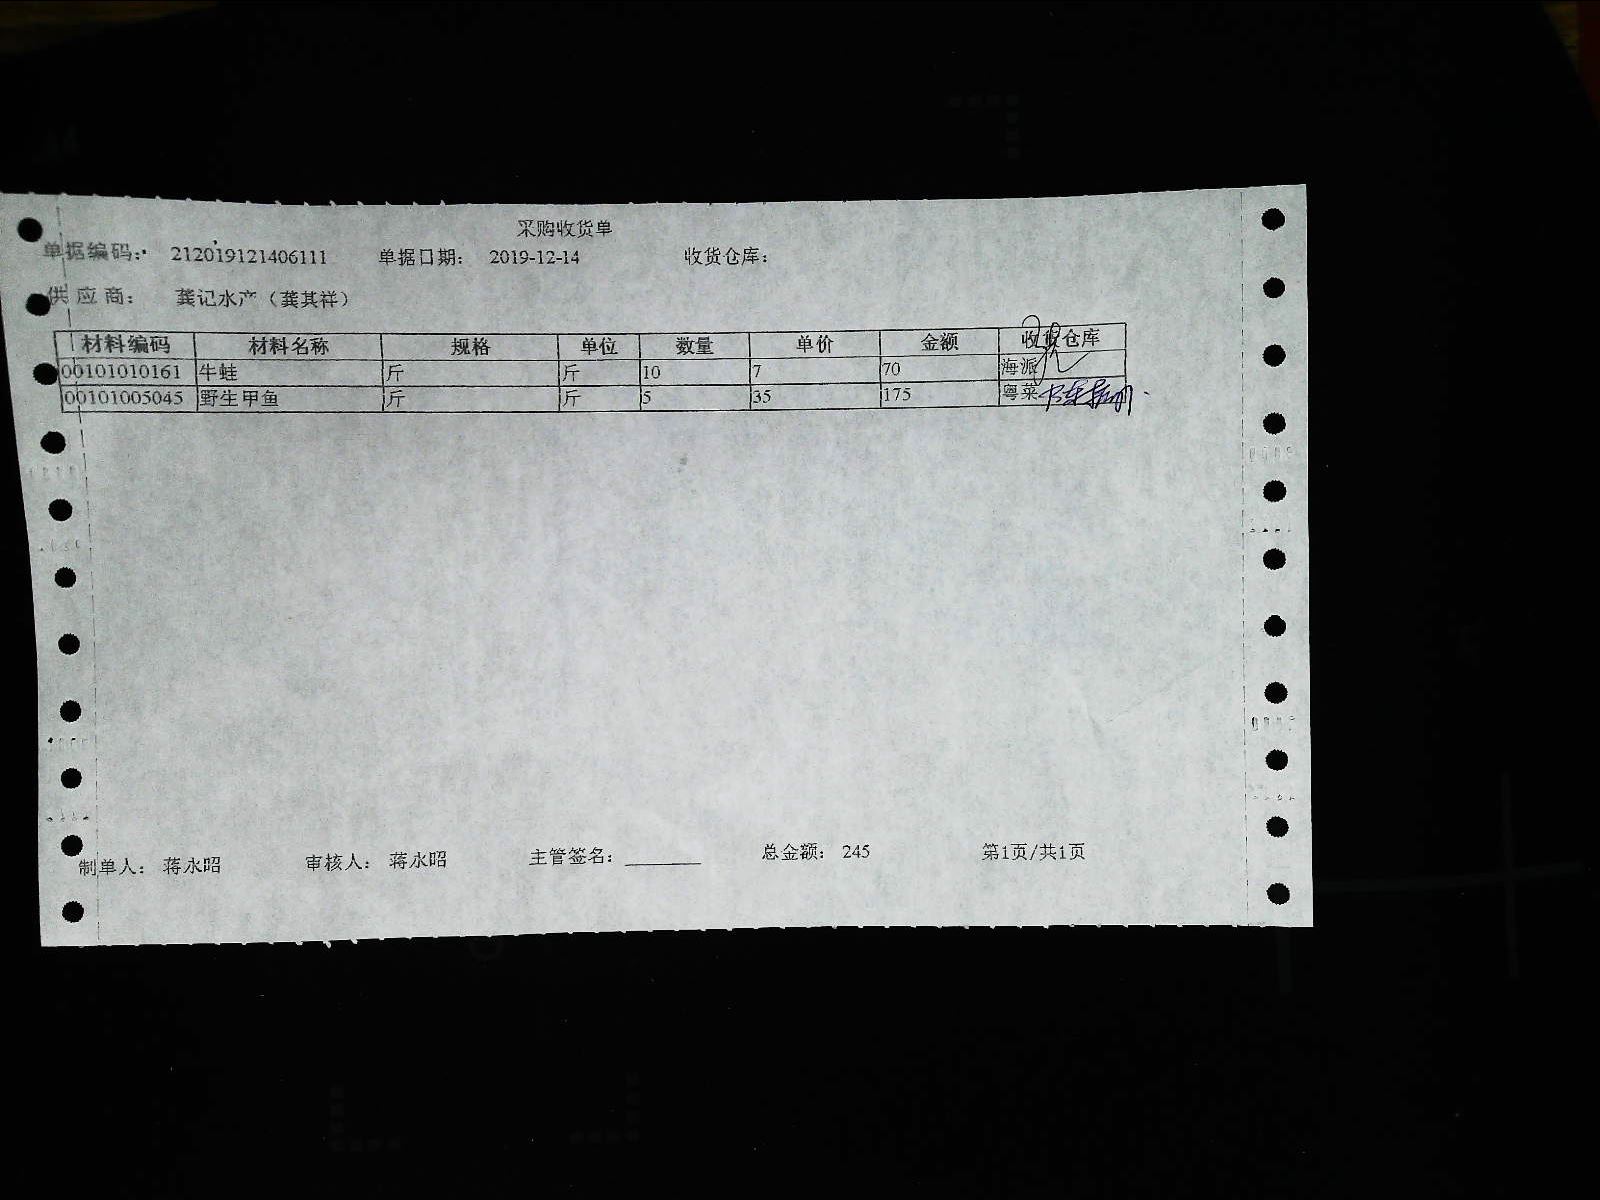 采购收货单
单据编码: 212019121406111 单据日期: 2019-12-14 收货仓库:
供应商: 龚记水产（龚其祥）
材料编码 材料名称 规格 单位 数量 单价 金额 收货仓库
00101010161 牛蛙 斤 斤 10 7 70 海派
00101005045 野生甲鱼 斤 斤 5 35 175 粤菜
制单人: 蒋永昭 审核人: 蒋永昭 主管签名: ________ 总金额: 245 第1页/共1页